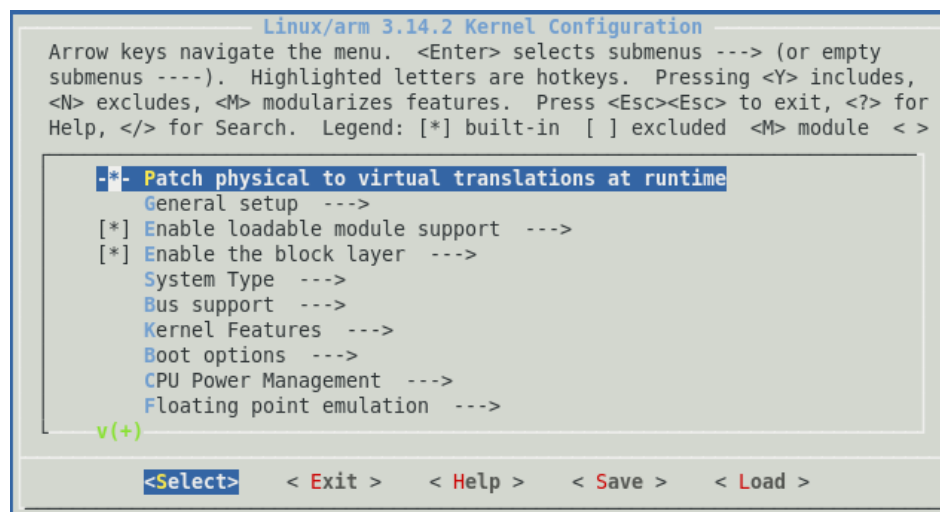 Linux/arm 3.14.2 Kernel Configuration
Arrow keys navigate the menu.  <Enter> selects submenus ---> (or empty
submenus ----).  Highlighted letters are hotkeys.  Pressing <Y> includes,
<N> excludes, <M> modularizes features.  Press <Esc><Esc> to exit, <?> for
Help, </> for Search.  Legend: [*] built-in  [ ] excluded  <M> module  < >
-*- Patch physical to virtual translations at runtime
General setup  --->
[*] Enable loadable module support  --->
[*] Enable the block layer  --->
System Type  --->
Bus support  --->
Kernel Features  --->
Boot options  --->
CPU Power Management  --->
Floating point emulation  --->
v(+)
<Select>    < Exit >    < Help >    < Save >    < Load >